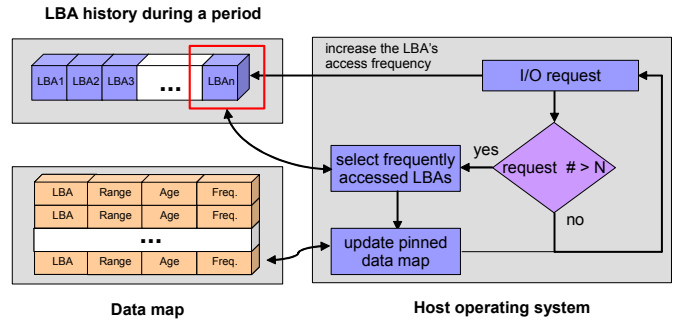 LBA history during a period
LBA1 LBA2 LBA3 ... LBAn
increase the LBA's
access frequency
I/O request
yes
request # > N
no
select frequently
accessed LBAs
update pinned
data map
LBA Range Age Freq.
LBA Range Age Freq.
...
LBA Range Age Freq.
Data map
Host operating system